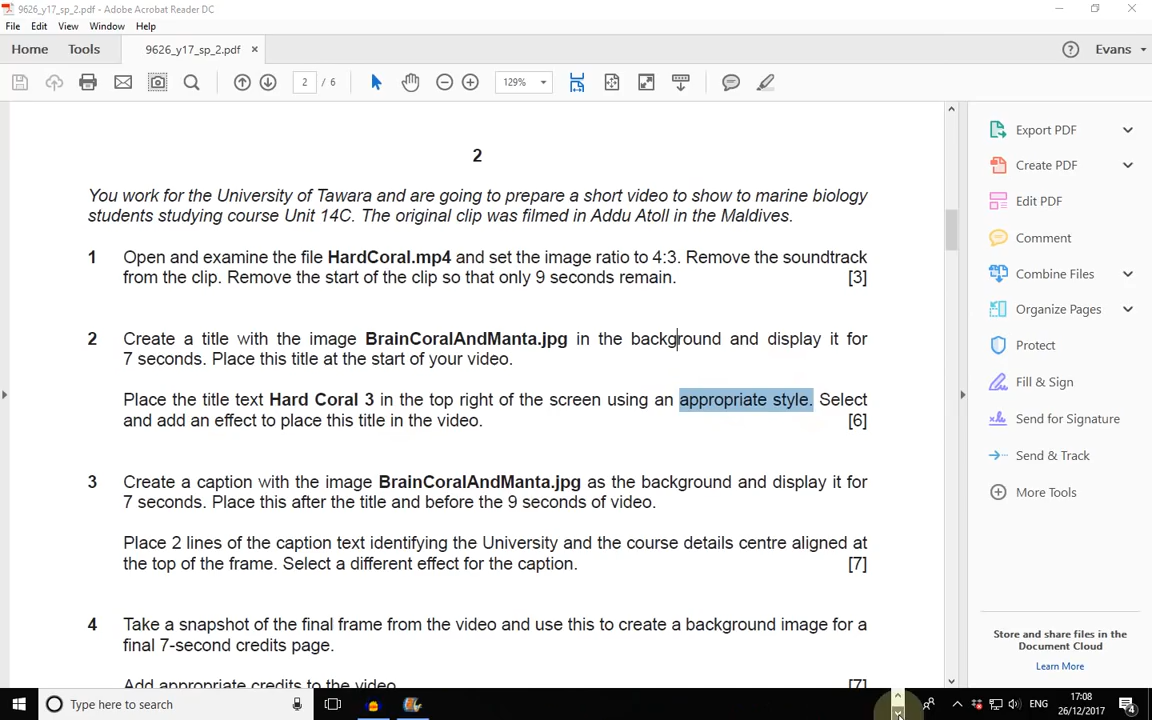 9626_y17_sp_2.pdf - Adobe Acrobat Reader DC
File Edit View Window Help
Home Tools 9626_y17_sp_2.pdf × Evans
2 / 6 129%
2
You work for the University of Tawara and are going to prepare a short video to show to marine biology
students studying course Unit 14C. The original clip was filmed in Addu Atoll in the Maldives.
1 Open and examine the file HardCoral.mp4 and set the image ratio to 4:3. Remove the soundtrack
from the clip. Remove the start of the clip so that only 9 seconds remain. [3]
2 Create a title with the image BrainCoralAndManta.jpg in the background and display it for
7 seconds. Place this title at the start of your video.
Place the title text Hard Coral 3 in the top right of the screen using an appropriate style. Select
and add an effect to place this title in the video. [6]
3 Create a caption with the image BrainCoralAndManta.jpg as the background and display it for
7 seconds. Place this after the title and before the 9 seconds of video.
Place 2 lines of the caption text identifying the University and the course details centre aligned at
the top of the frame. Select a different effect for the caption. [7]
4 Take a snapshot of the final frame from the video and use this to create a background image for a
final 7-second credits page.
Add appropriate credits to the video. [7]
Export PDF
Create PDF
Edit PDF
Comment
Combine Files
Organize Pages
Protect
Fill & Sign
Send for Signature
Send & Track
More Tools
Store and share files in the
Document Cloud
Learn More
Type here to search
ENG
17:08
26/12/2017
4